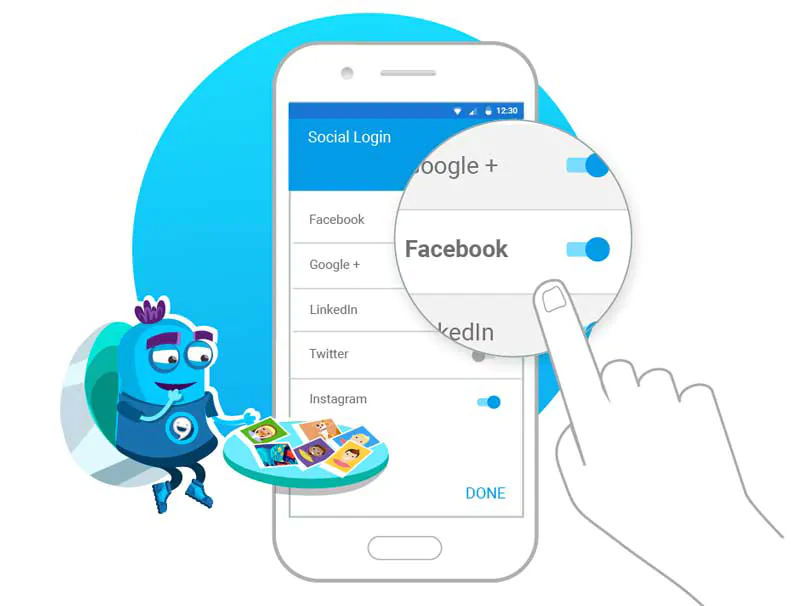 12:30
Social Login
Facebook
Google +
LinkedIn
Twitter
Instagram
DONE
oogle +
Facebook
kedIn